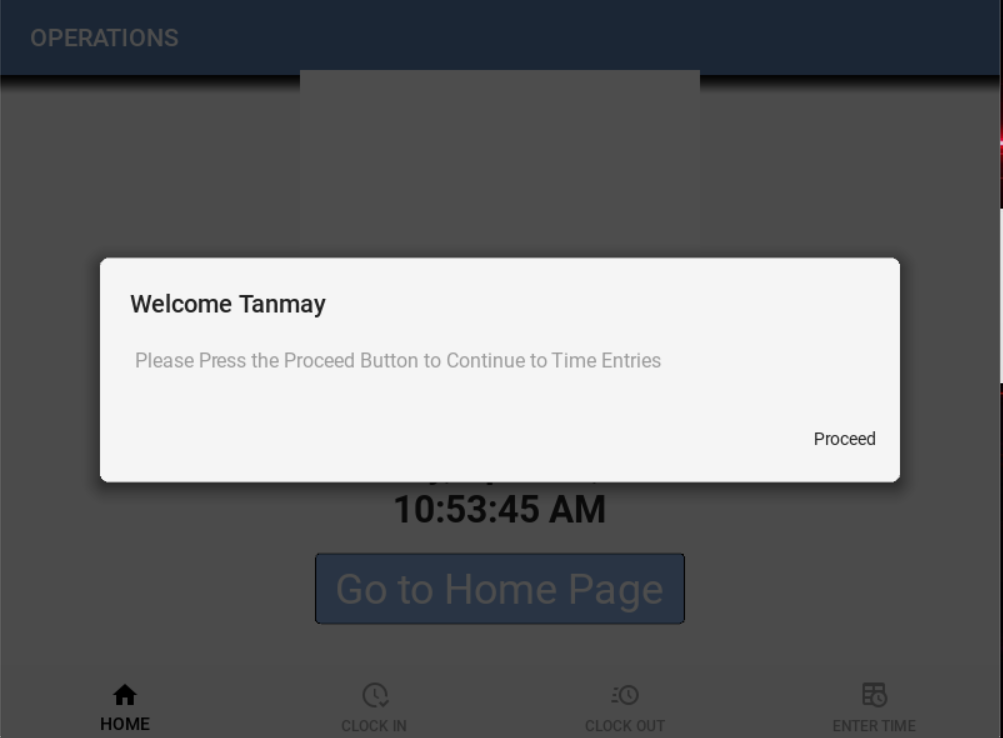 OPERATIONS
Welcome Tanmay
Please Press the Proceed Button to Continue to Time Entries
Proceed
10:53:45 AM
Go to Home Page
HOME
CLOCK IN
CLOCK OUT
ENTER TIME